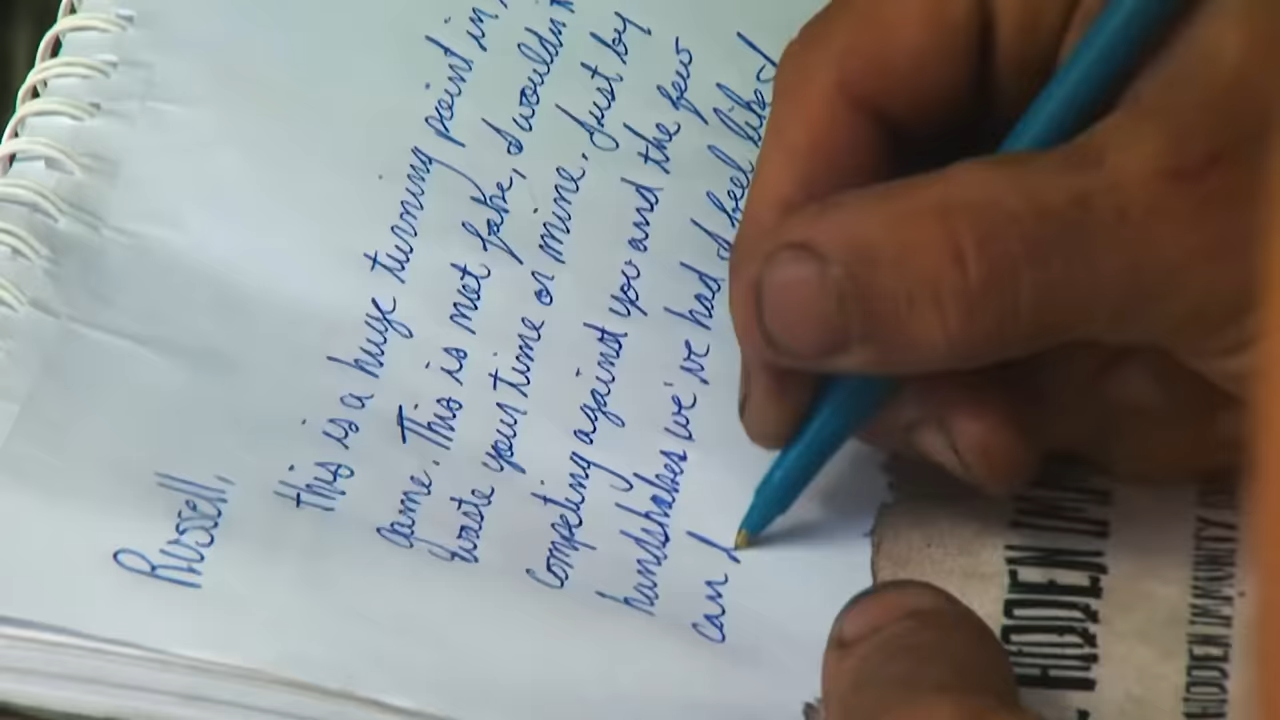 Russell,
this is a huge turning point in
game. This is not fake, I wouldn't
waste your time or mine. Just by
Competing against you and the few
handshakes we've had I feel like I
can
HIDDEN IMM
HIDDEN IMMUNITY